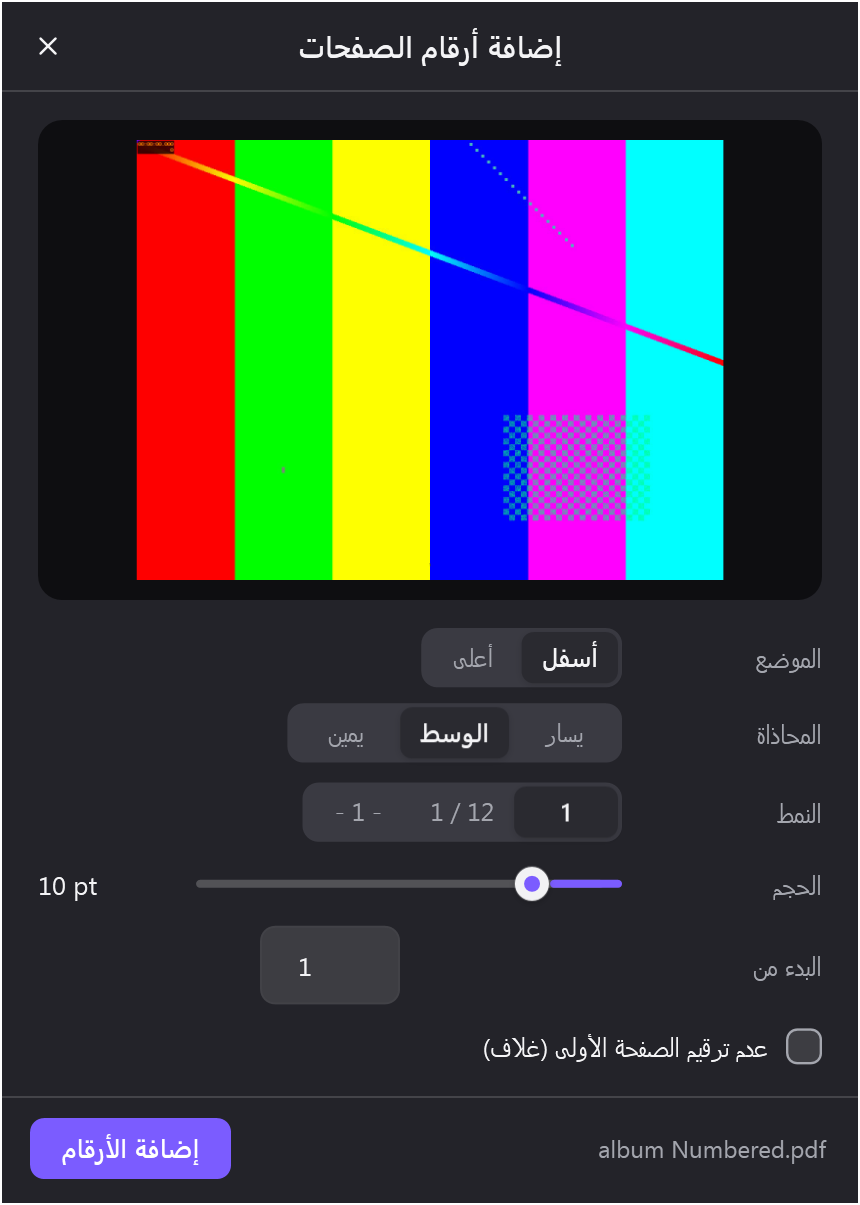 إضافة أرقام الصفحات
الموضع أسفل أعلى
المحاذاة يسار الوسط يمين
النمط 1 1 / 12 - 1 -
الحجم 10 pt
البدء من 1
عدم ترقيم الصفحة الأولى (غلاف)
album Numbered.pdf إضافة الأرقام